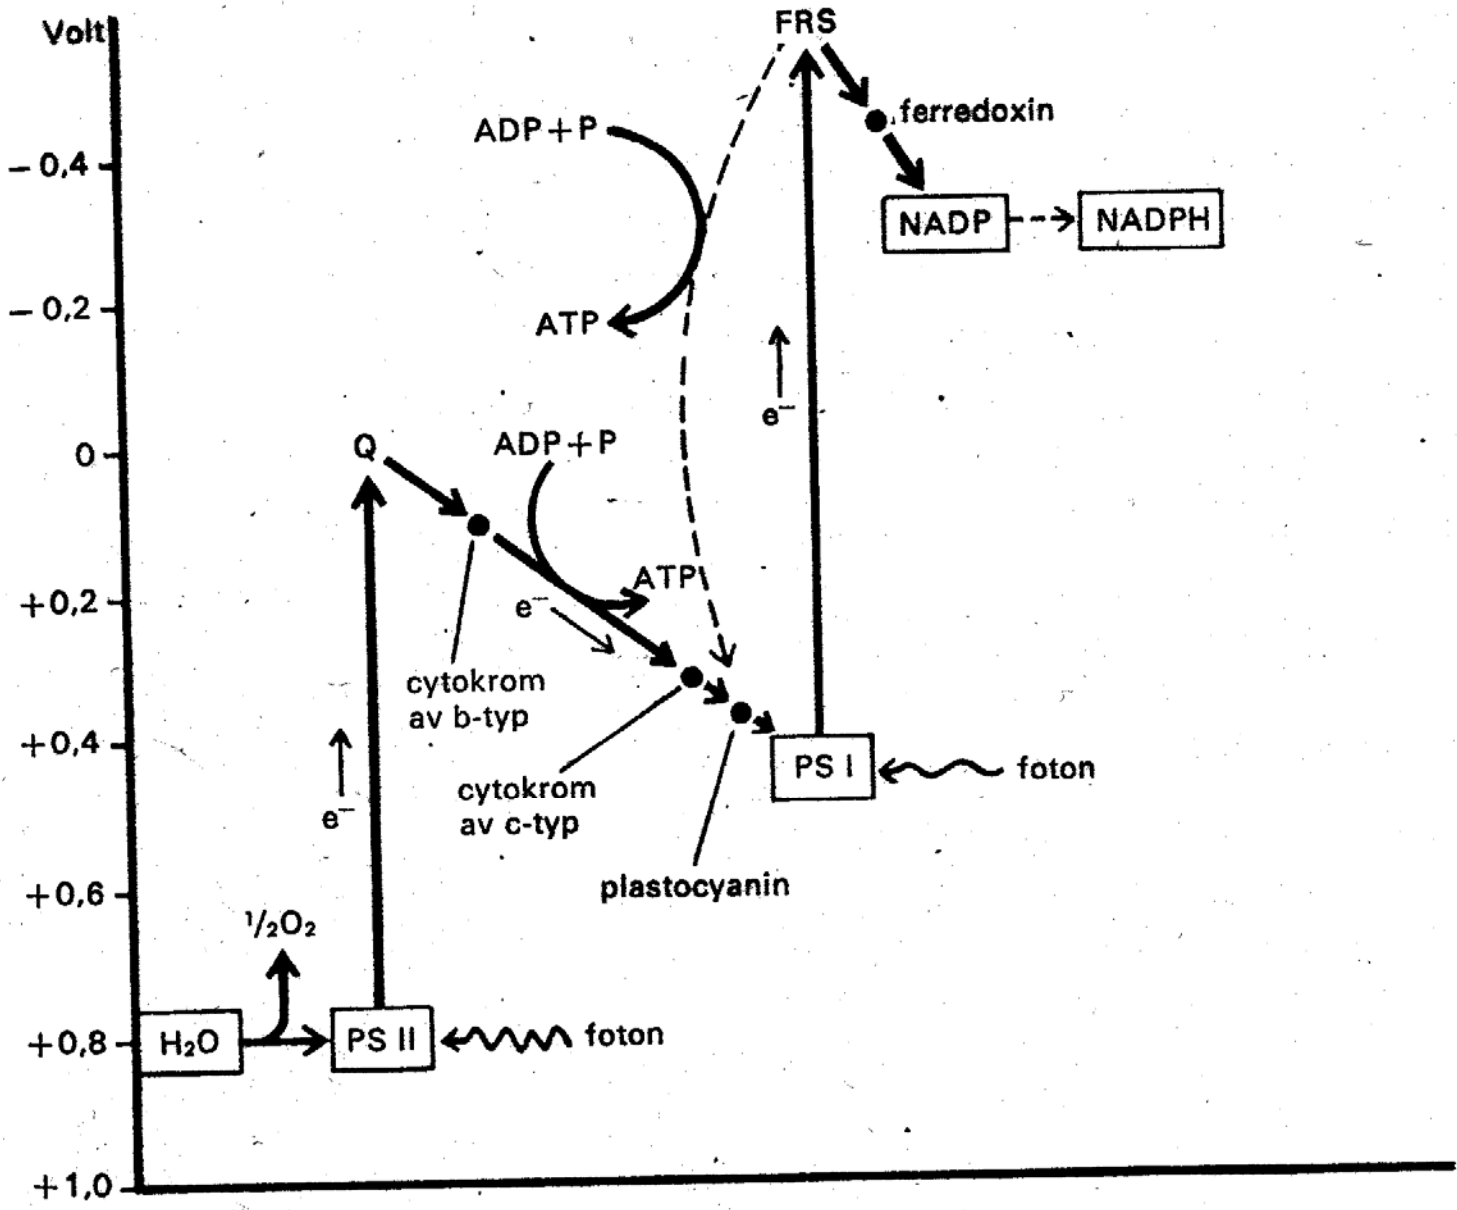 Volt
FRS
ferredoxin
ADP+P
− 0,4
NADP
NADPH
− 0,2
ATP
e−
Q
ADP+P
0
ATP
+0,2
e−
cytokrom
av b-typ
+0,4
PS I
foton
cytokrom
av c-typ
e−
plastocyanin
+0,6
½O₂
H₂O
PS II
foton
+0,8
+1,0